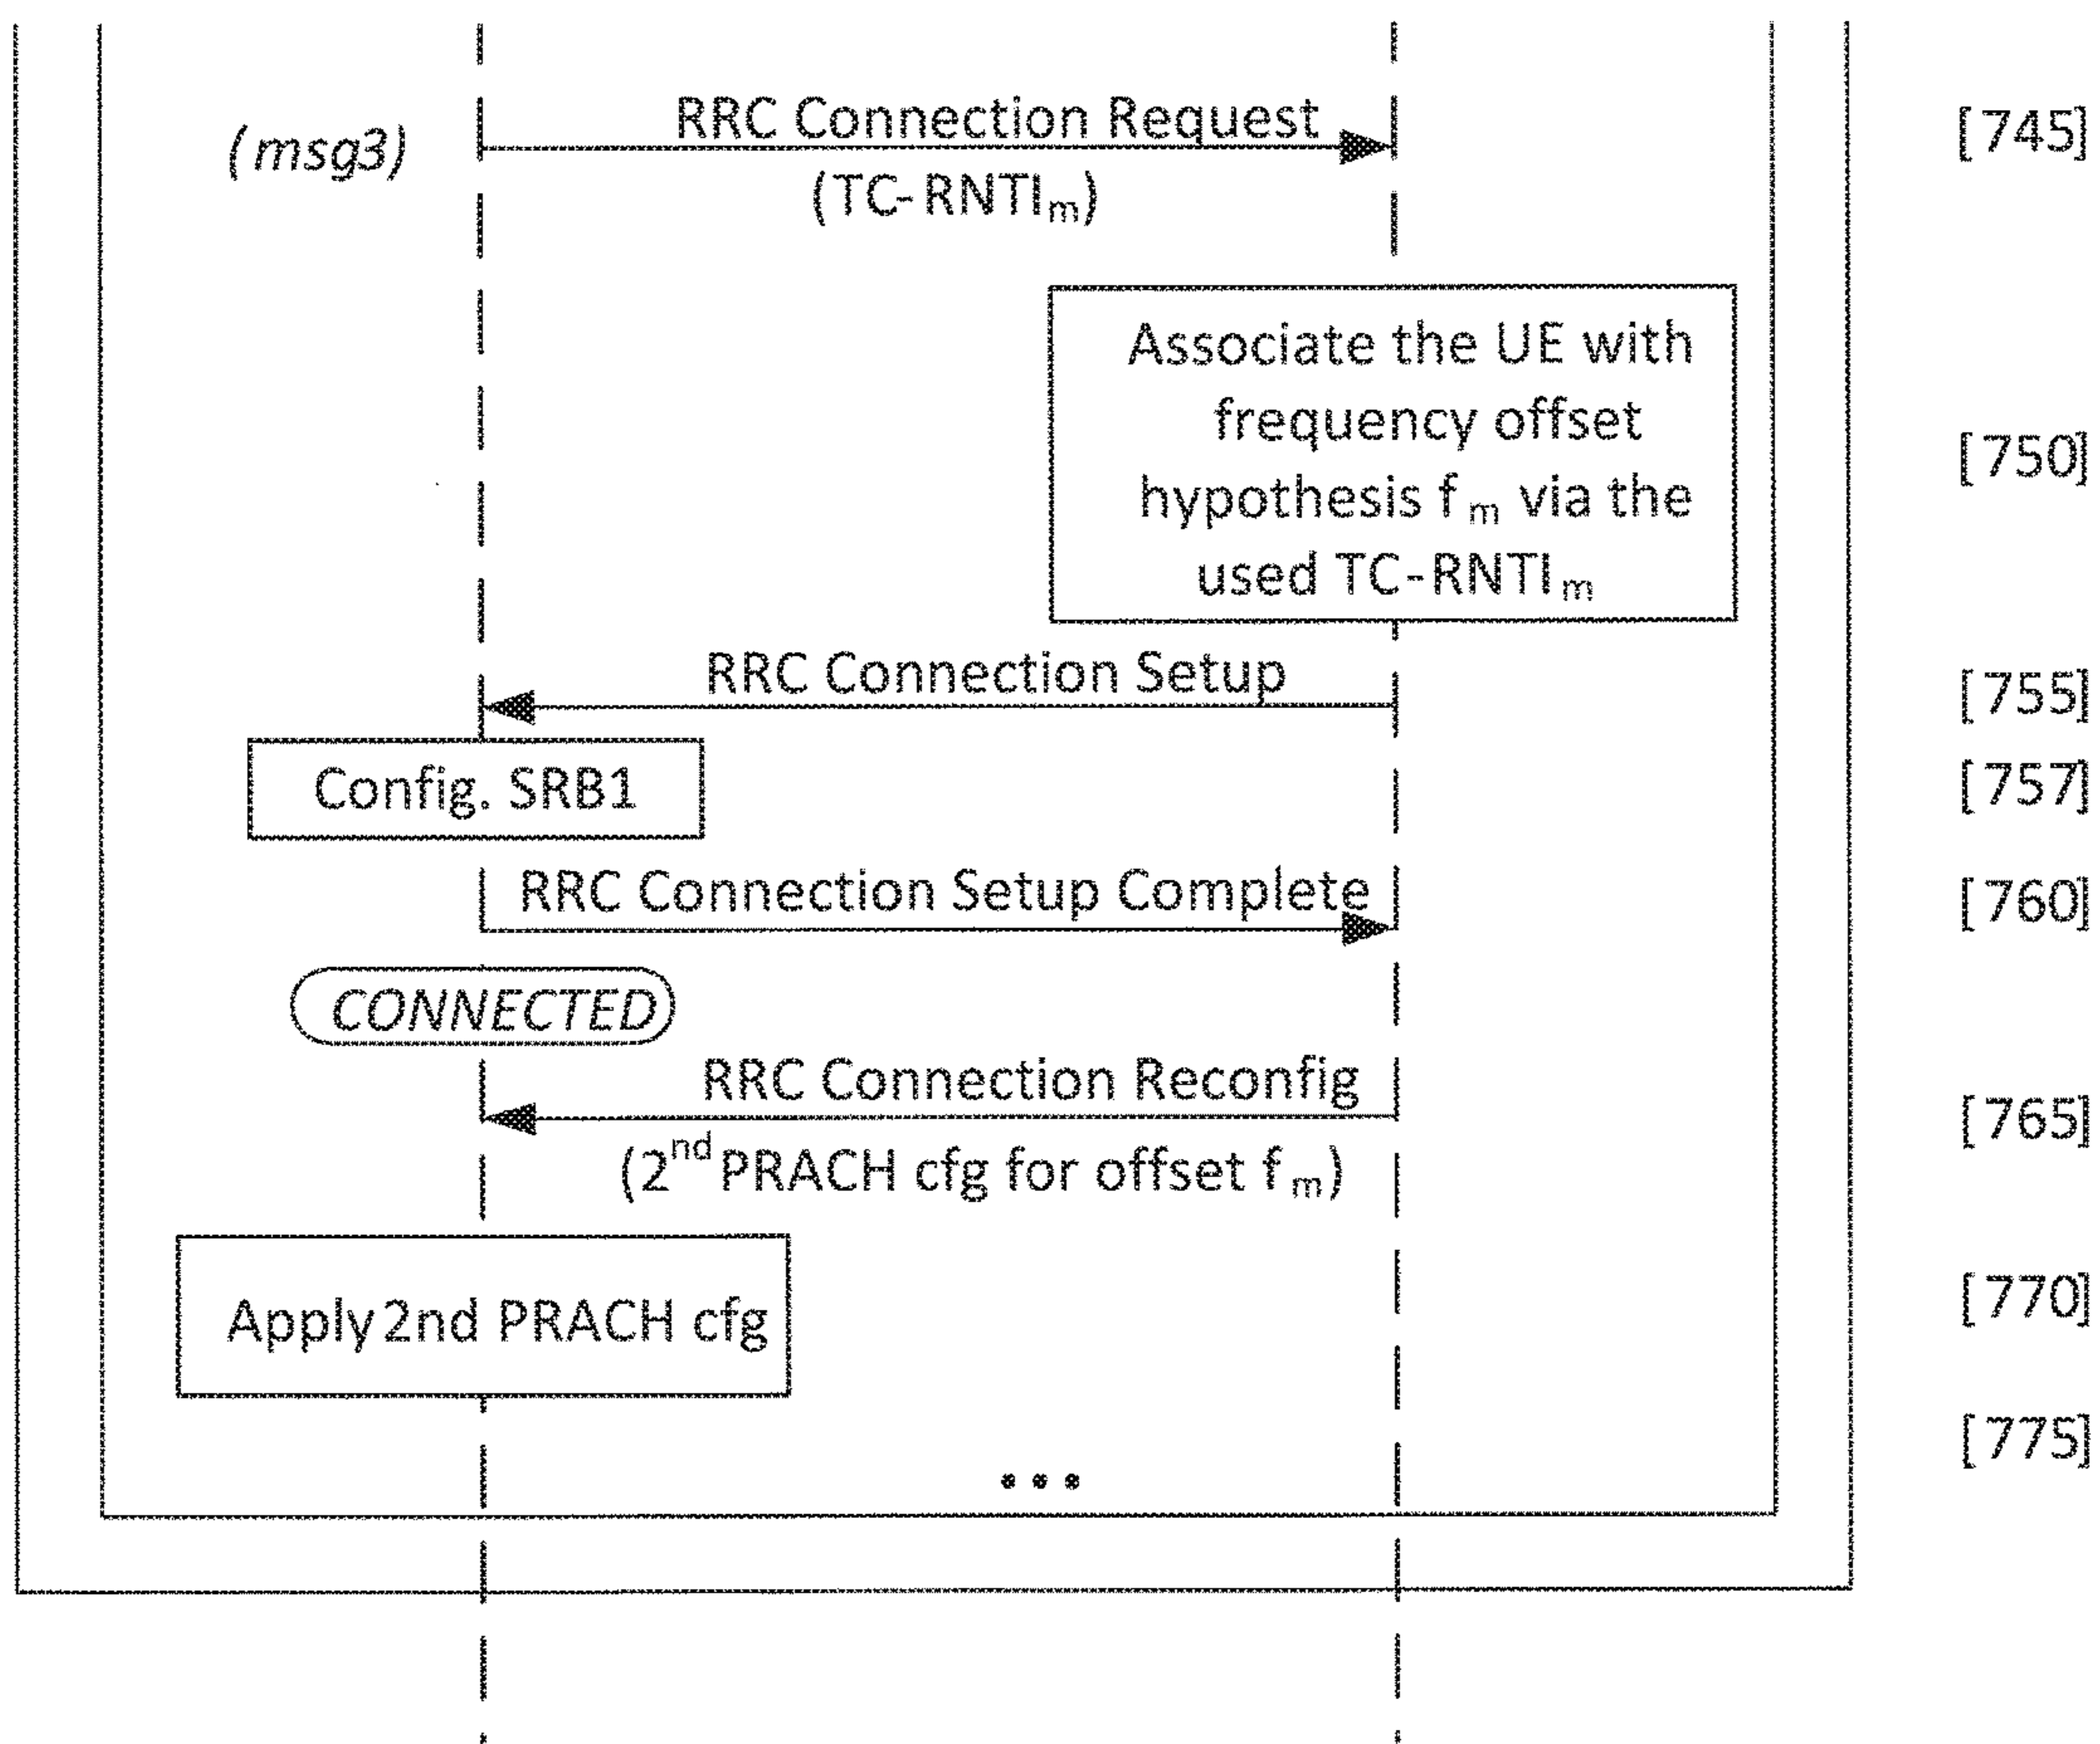 (msg3)
RRC Connection Request
[745]
(TC-RNTIm)
Associate the UE with
frequency offset
hypothesis fm via the
used TC-RNTIm
[750]
RRC Connection Setup
[755]
Config. SRB1
[757]
RRC Connection Setup Complete
[760]
CONNECTED
RRC Connection Reconfig
[765]
(2nd PRACH cfg for offset fm)
Apply 2nd PRACH cfg
[770]
[775]
...